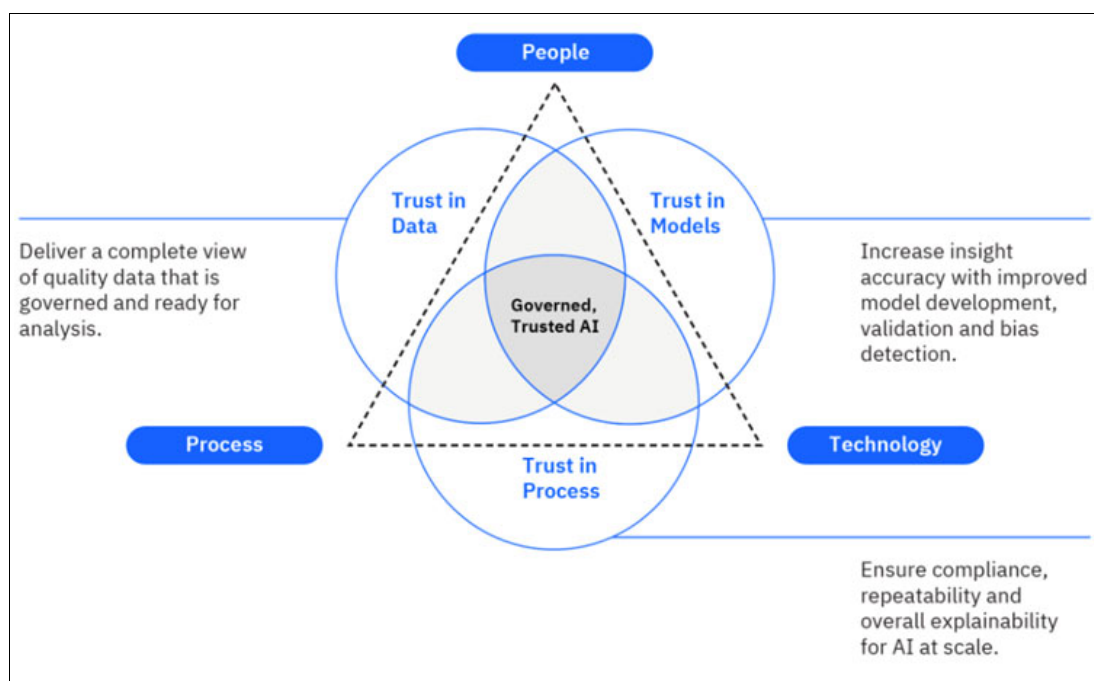 People
Trust in
Data
Trust in
Models
Deliver a complete view
of quality data that is
governed and ready for
analysis.
Increase insight
accuracy with improved
model development,
validation and bias
detection.
Governed,
Trusted AI
Process
Technology
Trust in
Process
Ensure compliance,
repeatability and
overall explainability
for AI at scale.